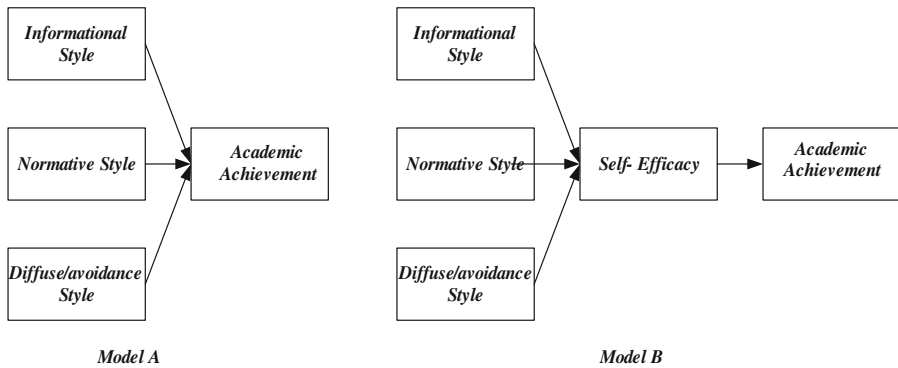 Informational
Style
Normative Style
Diffuse/avoidance
Style
Academic
Achievement
Model A
Informational
Style
Normative Style
Diffuse/avoidance
Style
Self- Efficacy
Academic
Achievement
Model B